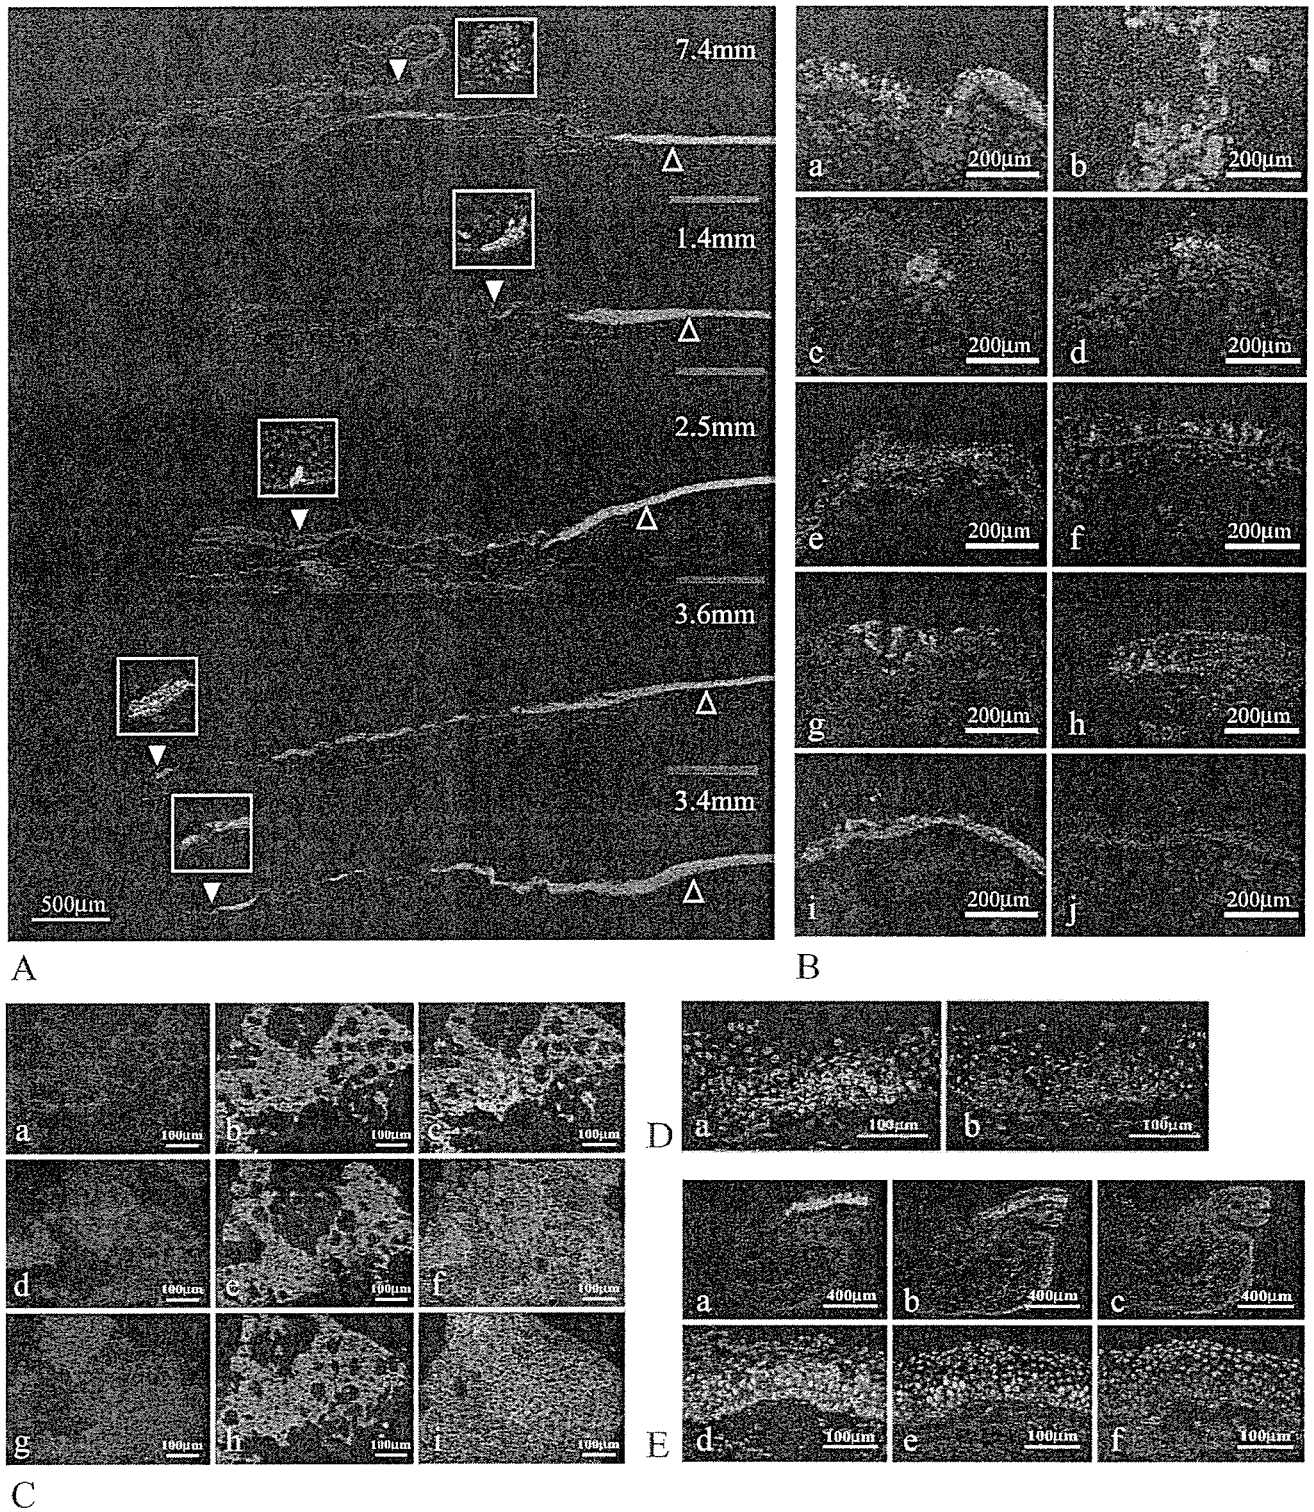 7.4mm
1.4mm
2.5mm
3.6mm
3.4mm
500μm
A
a 200μm
b 200μm
c 200μm
d 200μm
e 200μm
f 200μm
g 200μm
h 200μm
i 200μm
j 200μm
B
a 100μm
b 100μm
c 100μm
d 100μm
e 100μm
f 100μm
g 100μm
h 100μm
i 100μm
C
D
a 100μm
b 100μm
a 400μm
b 400μm
c 400μm
d 100μm
e 100μm
f 100μm
E